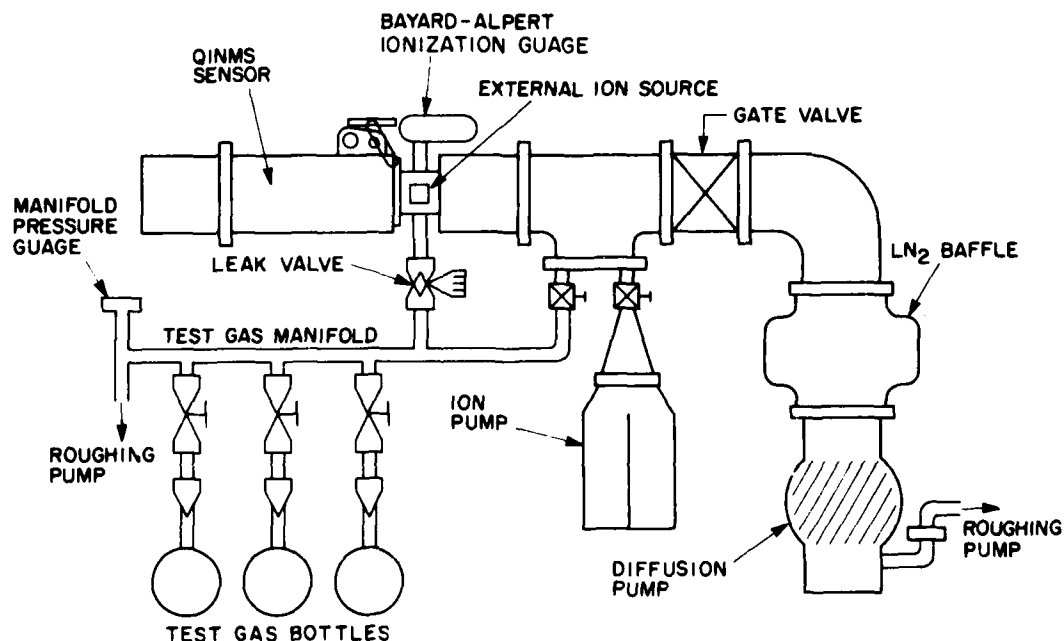 BAYARD-ALPERT
IONIZATION GUAGE
QINMS
SENSOR
EXTERNAL ION SOURCE
GATE VALVE
MANIFOLD
PRESSURE
GUAGE
LEAK VALVE
LN2 BAFFLE
TEST GAS MANIFOLD
ION
PUMP
ROUGHING
PUMP
ROUGHING
PUMP
DIFFUSION
PUMP
TEST GAS BOTTLES